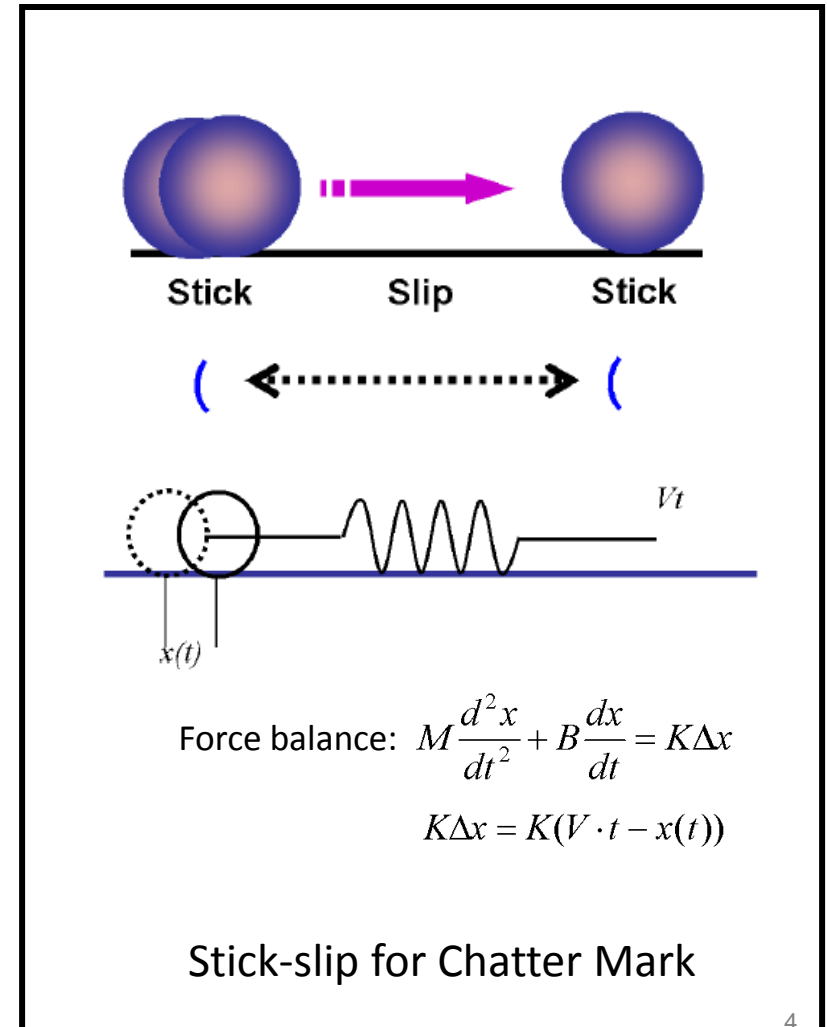 Stick Slip Stick
Vt
x(t)
Force balance: M d²x/dt² + B dx/dt = KΔx
KΔx = K(V · t − x(t))
Stick-slip for Chatter Mark
4